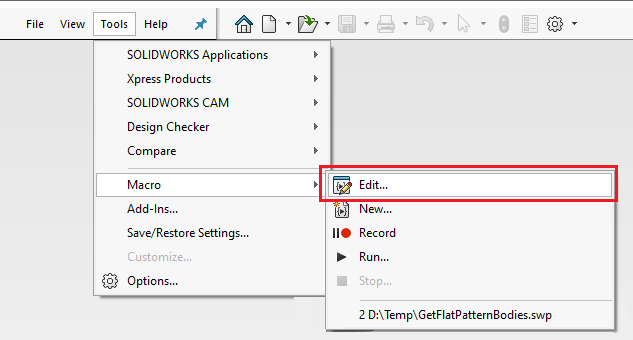 File View Tools Help
SOLIDWORKS Applications
Xpress Products
SOLIDWORKS CAM
Design Checker
Compare
Macro
Add-Ins...
Save/Restore Settings...
Customize...
Options...
Edit...
New...
Record
Run...
Stop...
2 D:\Temp\GetFlatPatternBodies.swp